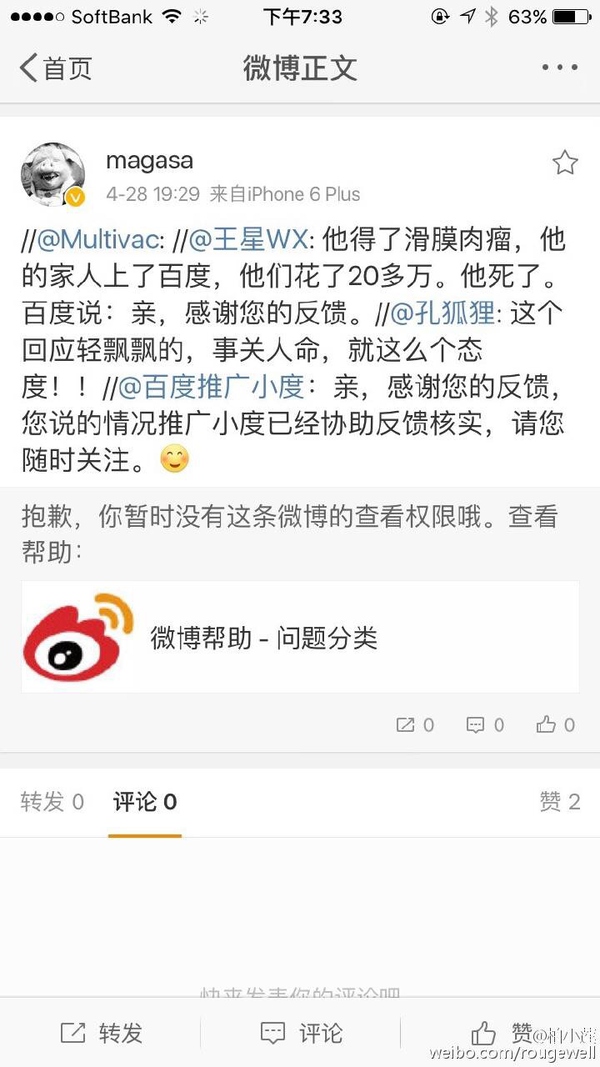 SoftBank 下午7:33 63%
首页 微博正文
magasa
4-28 19:29 来自iPhone 6 Plus
//@Multivac: //@王星WX: 他得了滑膜肉瘤，他
的家人上了百度，他们花了20多万。他死了。
百度说：亲，感谢您的反馈。//@孔狐狸: 这个
回应轻飘飘的，事关人命，就这么个态
度！！//@百度推广小度：亲，感谢您的反馈，
您说的情况推广小度已经协助反馈核实，请您
随时关注。
抱歉，你暂时没有这条微博的查看权限哦。查看
帮助：
微博帮助 - 问题分类
0 0 0
转发 0 评论 0 赞 2
快来发表你的评论吧
转发 评论 赞
weibo.com/rougewell